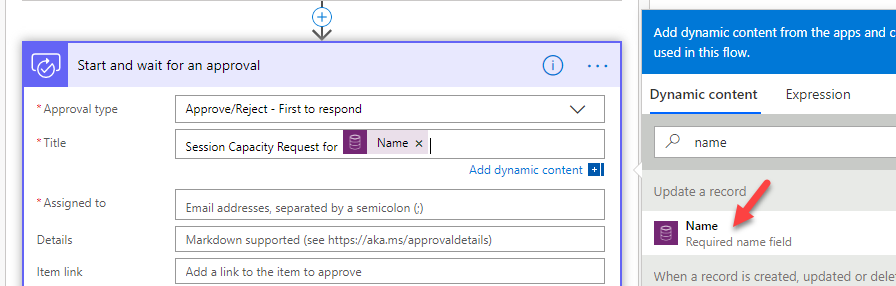 Start and wait for an approval
* Approval type
Approve/Reject - First to respond
* Title
Session Capacity Request for Name ×
Add dynamic content
* Assigned to
Email addresses, separated by a semicolon (;)
Details
Markdown supported (see https://aka.ms/approvaldetails)
Item link
Add a link to the item to approve
Add dynamic content from the apps and c
used in this flow.
Dynamic content Expression
name
Update a record
Name
Required name field
When a record is created, updated or dele